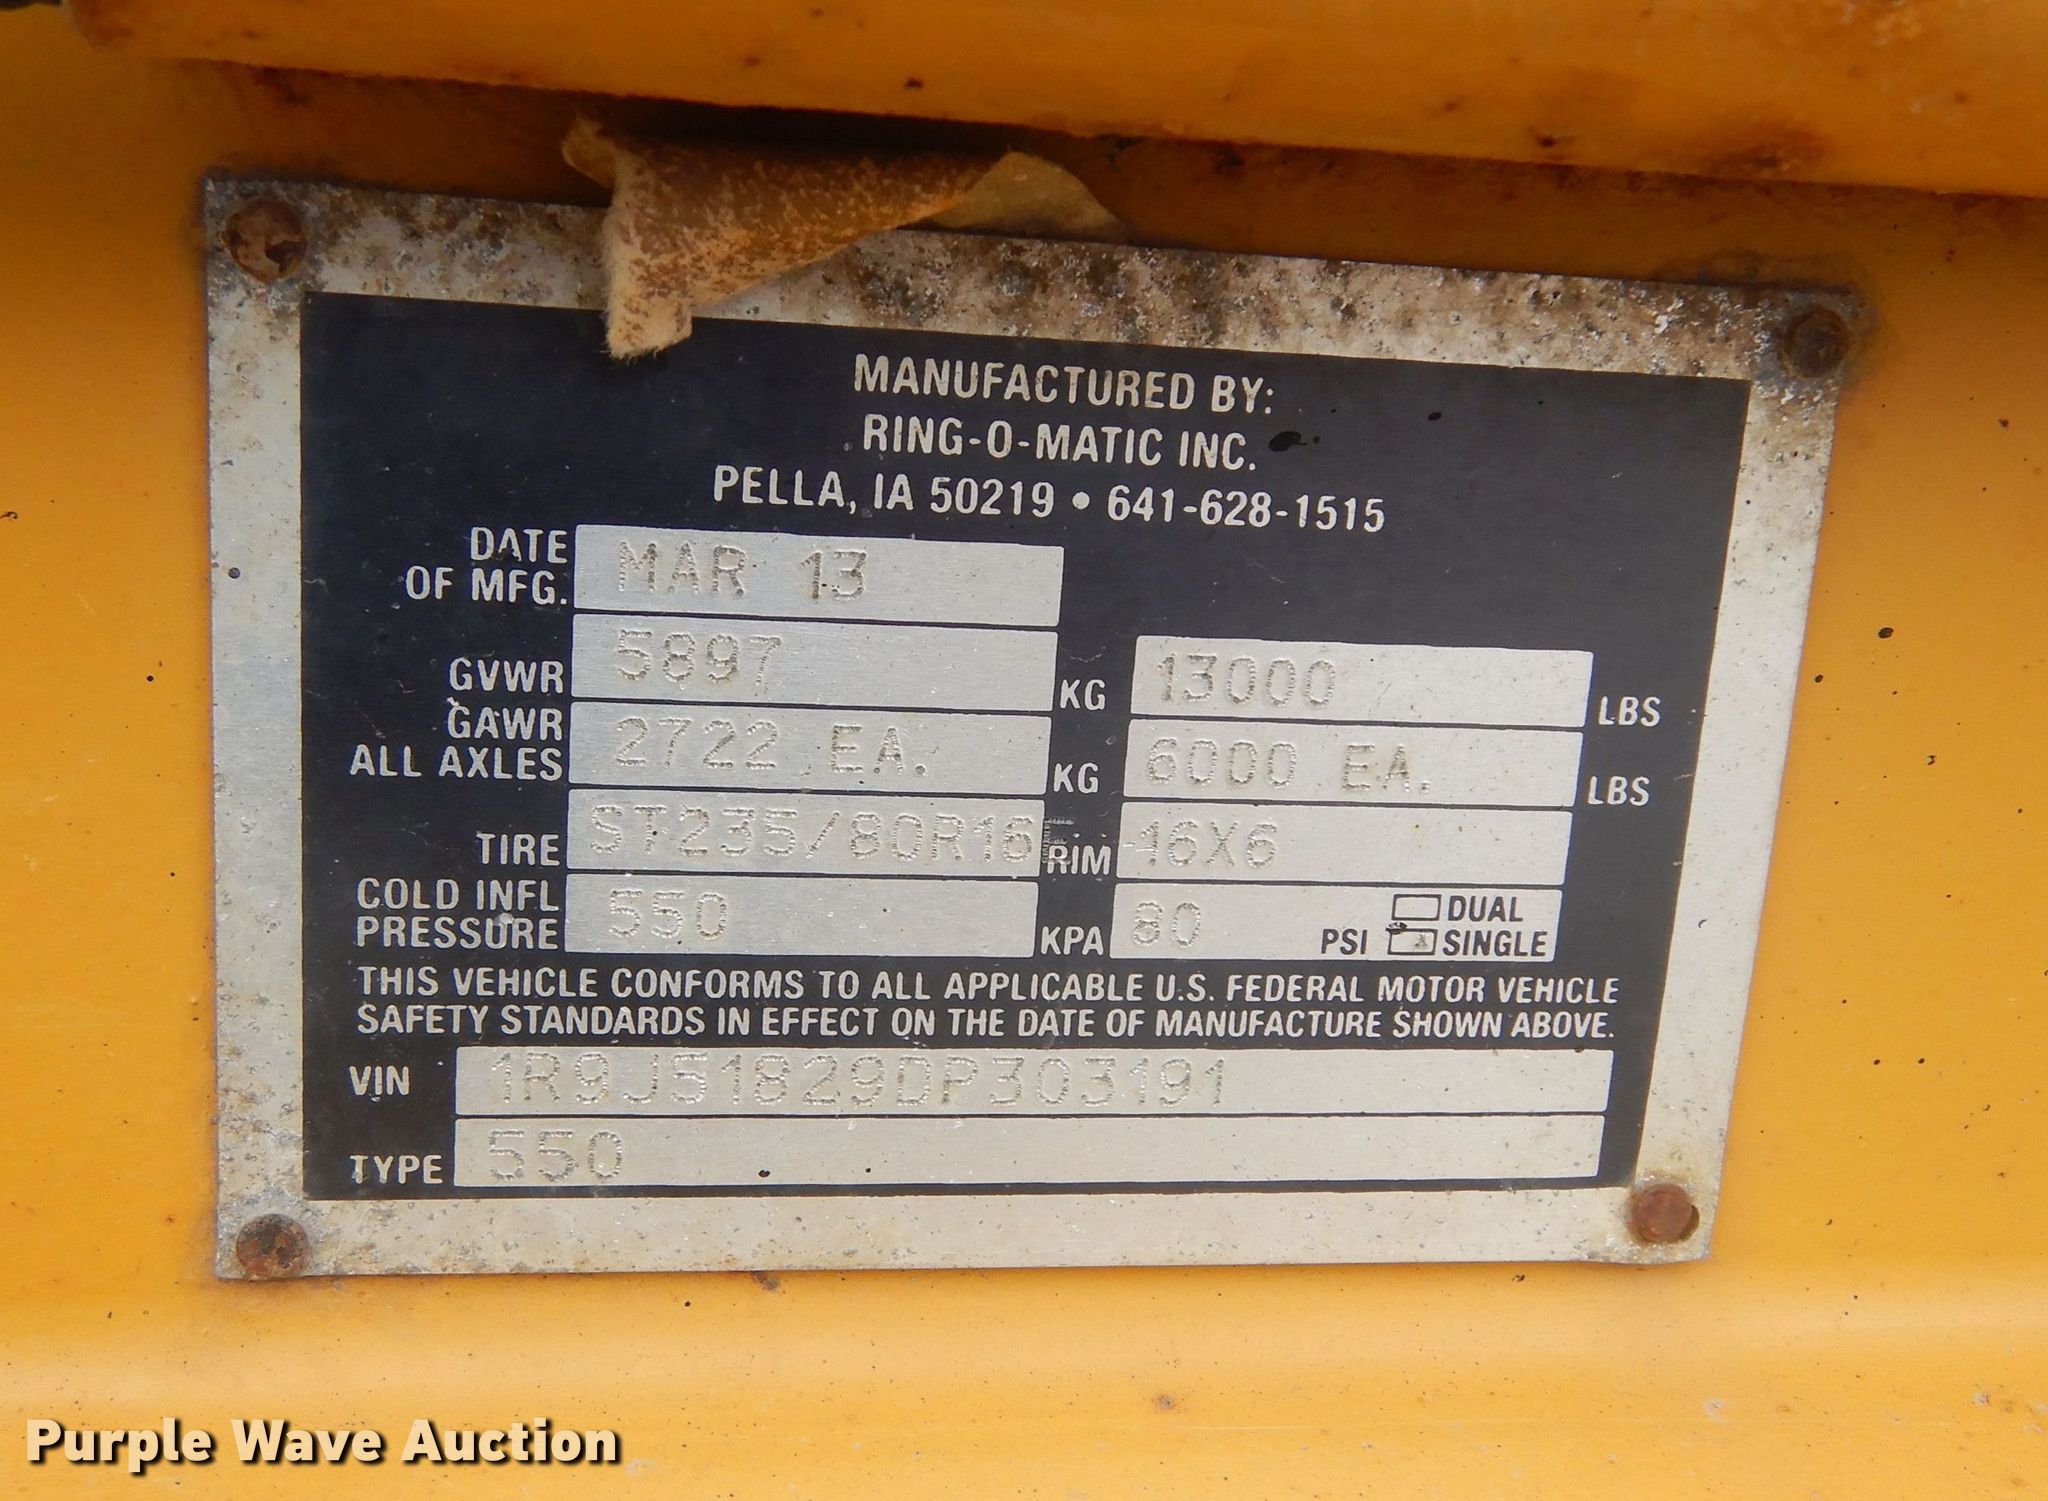 MANUFACTURED BY:
RING-O-MATIC INC.
PELLA, IA 50219 • 641-628-1515
DATE OF MFG. MAR 13
GVWR 5897 KG 13000 LBS
GAWR ALL AXLES 2722 EA. KG 6000 EA. LBS
TIRE ST235/80R16 RIM 16X6
COLD INFL PRESSURE 550 KPA 80 PSI DUAL SINGLE
THIS VEHICLE CONFORMS TO ALL APPLICABLE U.S. FEDERAL MOTOR VEHICLE
SAFETY STANDARDS IN EFFECT ON THE DATE OF MANUFACTURE SHOWN ABOVE.
VIN 1R9J51829DP303191
TYPE 550
Purple Wave Auction